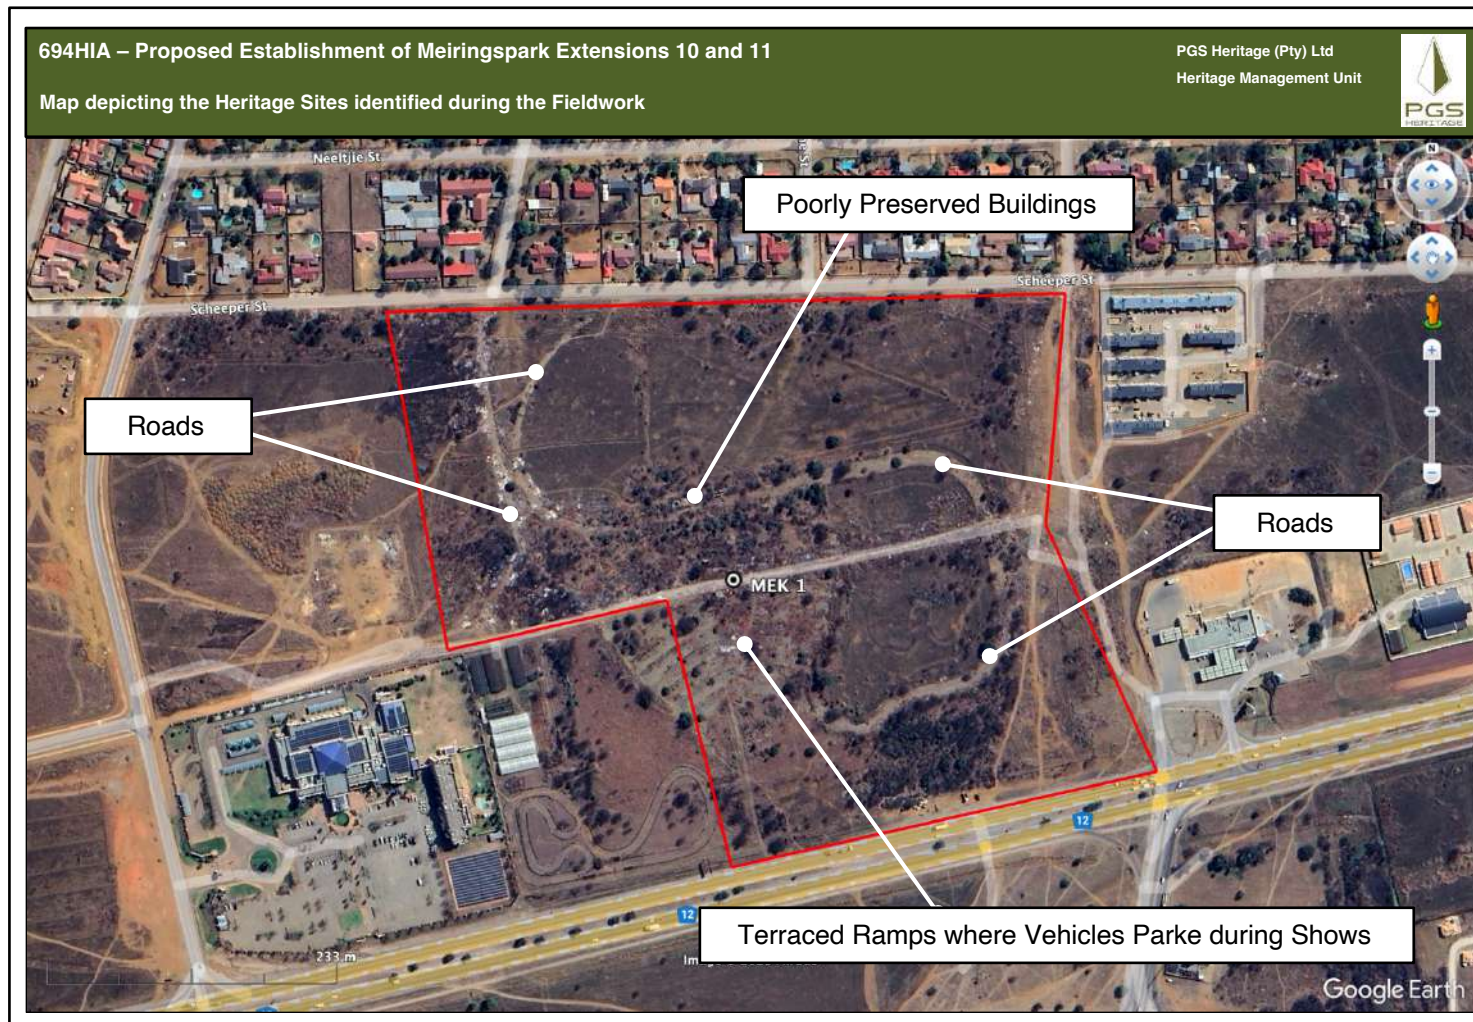 694HIA – Proposed Establishment of Meiringspark Extensions 10 and 11
Map depicting the Heritage Sites identified during the Fieldwork
PGS Heritage (Pty) Ltd
Heritage Management Unit
PGS
HERITAGE
Neeltjie St
N
Poorly Preserved Buildings
Scheeper St
Scheeper St
Roads
Roads
MEK 1
12
12
Terraced Ramps where Vehicles Parke during Shows
233 m
Google Earth